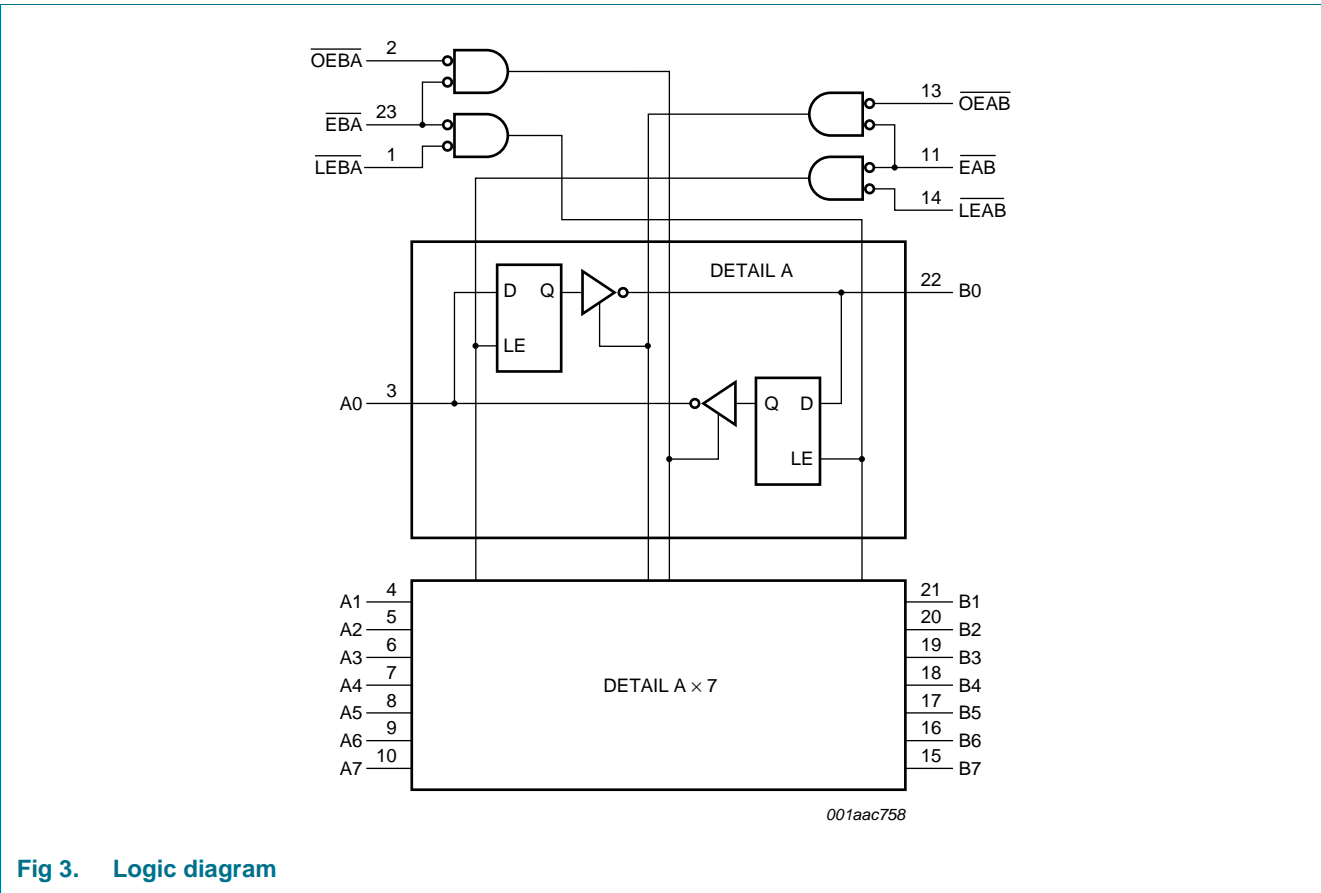 OEBA 2
EBA 23
LEBA 1
13 OEAB
11 EAB
14 LEAB
DETAIL A
D Q
LE
22 B0
A0 3
Q D
LE
A1 4
A2 5
A3 6
A4 7
A5 8
A6 9
A7 10
DETAIL A × 7
21 B1
20 B2
19 B3
18 B4
17 B5
16 B6
15 B7
001aac758
Fig 3. Logic diagram